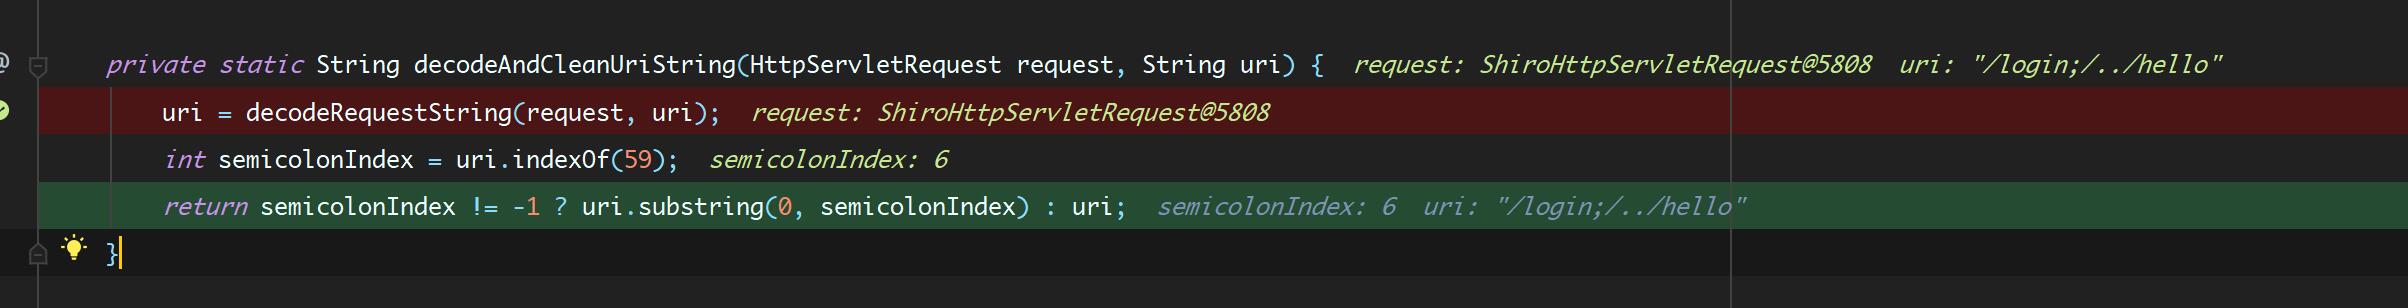 private static String decodeAndCleanUriString(HttpServletRequest request, String uri) {  request: ShiroHttpServletRequest@5808  uri: "/login;/../hello"
uri = decodeRequestString(request, uri);  request: ShiroHttpServletRequest@5808
int semicolonIndex = uri.indexOf(59);  semicolonIndex: 6
return semicolonIndex != -1 ? uri.substring(0, semicolonIndex) : uri;  semicolonIndex: 6  uri: "/login;/../hello"
}